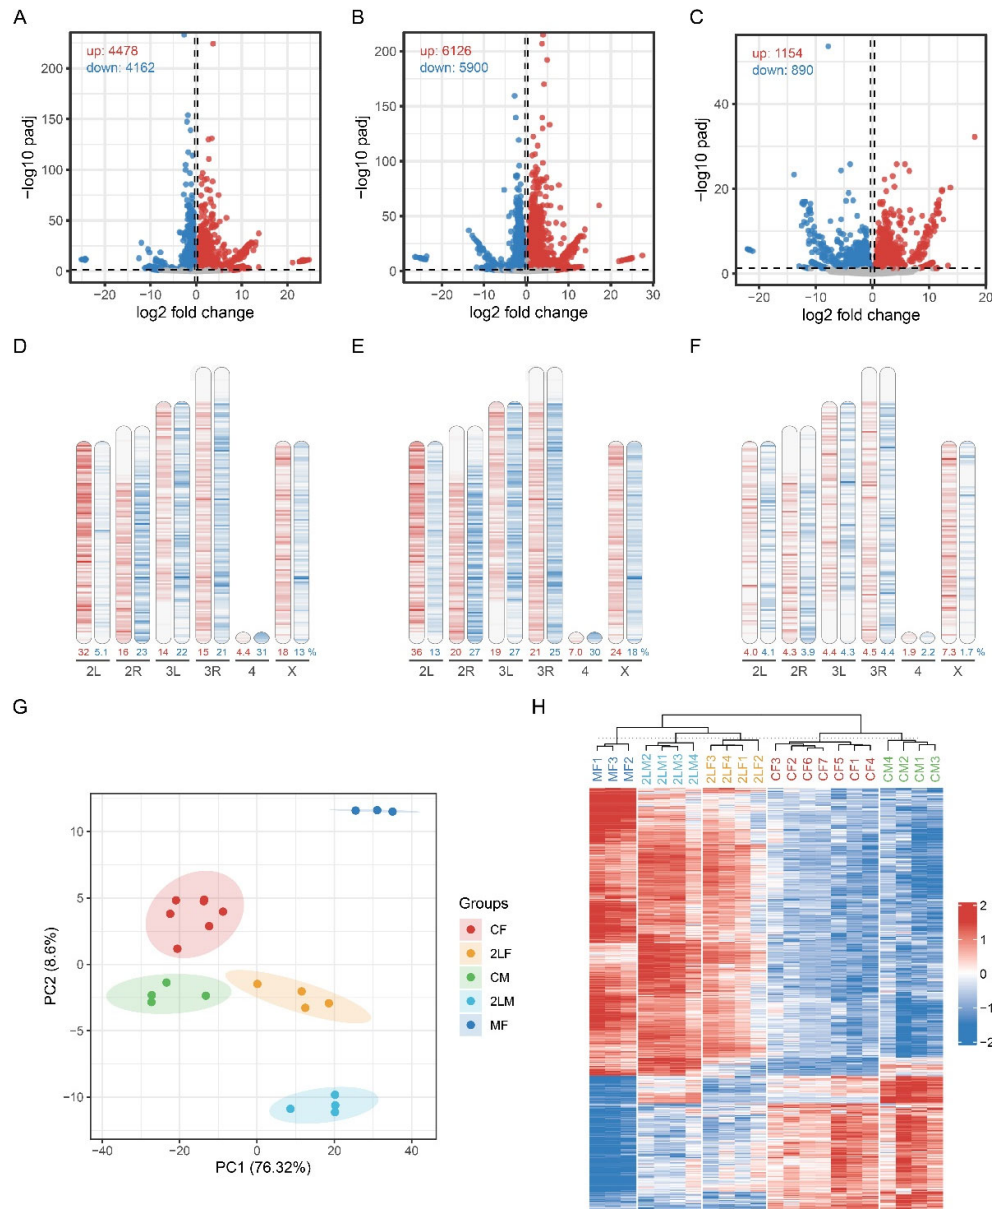 A
up: 4478
down: 4162
200
150
100
50
0
−log10 padj
−20
−10
0
10
20
log2 fold change
B
up: 6126
down: 5900
200
150
100
50
0
−log10 padj
−20
−10
0
10
20
30
log2 fold change
C
up: 1154
down: 890
40
20
0
−log10 padj
−20
−10
0
10
20
log2 fold change
D
32 5.1 16 23 14 22 15 21 4.4 31 18 13 %
2L 2R 3L 3R 4 X
E
36 13 20 27 19 27 21 25 7.0 30 24 18 %
2L 2R 3L 3R 4 X
F
4.0 4.1 4.3 3.9 4.4 4.3 4.5 4.4 1.9 2.2 7.3 1.7 %
2L 2R 3L 3R 4 X
G
10
5
0
−5
−10
PC2 (8.6%)
−40 −20 0 20 40
PC1 (76.32%)
Groups
CF
2LF
CM
2LM
MF
H
MF1 MF3 MF2 2LM2 2LM1 2LM3 2LM4 2LF3 2LF4 2LF1 2LF2 CF3 CF2 CF6 CF7 CF5 CF1 CF4 CM4 CM2 CM1 CM3
2
1
0
−1
−2